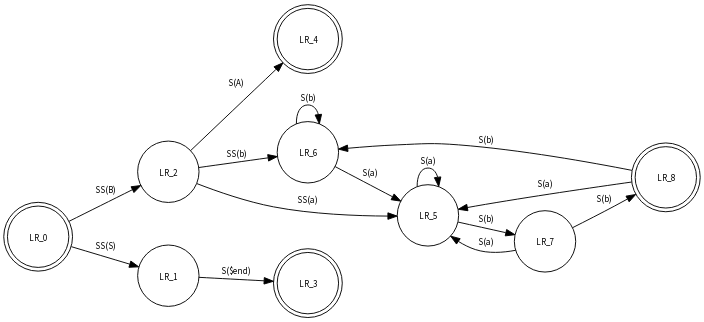 LR_4
S(A)
S(b)
LR_6
S(b)
SS(b)
S(a)
S(a)
LR_2
LR_8
SS(a)
S(a)
SS(B)
S(b)
LR_5
S(b)
LR_0
S(a)
LR_7
SS(S)
S($end)
LR_1
LR_3